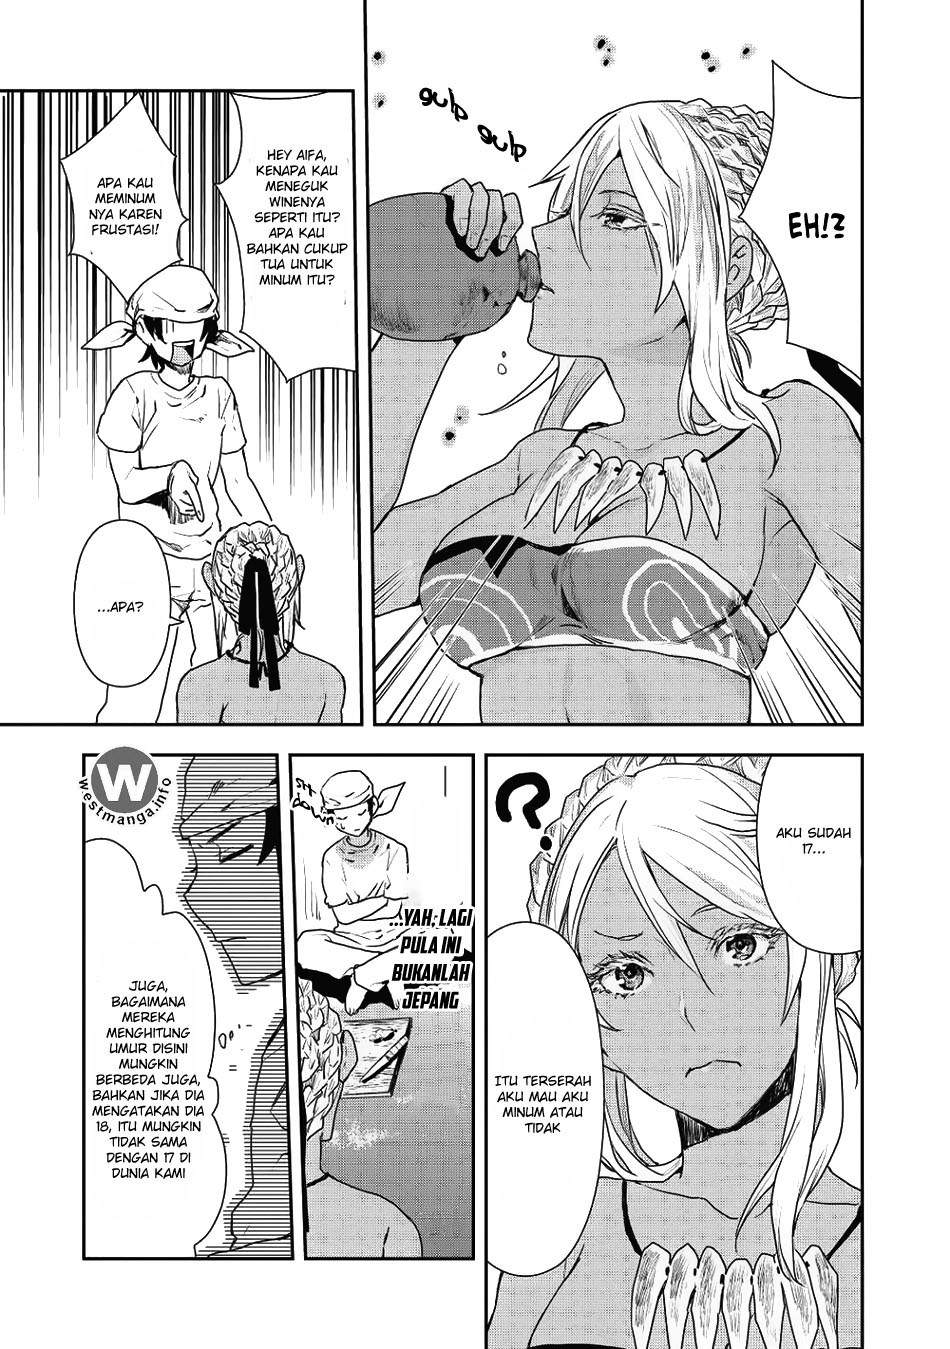 EH!?
gulp
gulp
HEY AIFA,
KENAPA KAU
MENEGUK
WINENYA
SEPERTI ITU?
APA KAU
BAHKAN CUKUP
TUA UNTUK
MINUM ITU?
APA KAU
MEMINUM
NYA KAREN
FRUSTASI!
...APA?
?
AKU SUDAH
17...
ITU TERSERAH
AKU MAU AKU
MINUM ATAU
TIDAK
sit
down
...YAH, LAGI
PULA INI
BUKANLAH
JEPANG
JUGA,
BAGAIMANA
MEREKA
MENGHITUNG
UMUR DISINI
MUNGKIN
BERBEDA JUGA,
BAHKAN JIKA DIA
MENGATAKAN DIA
18, ITU MUNGKIN
TIDAK SAMA
DENGAN 17 DI
DUNIA KAMI
W
westmanga.info